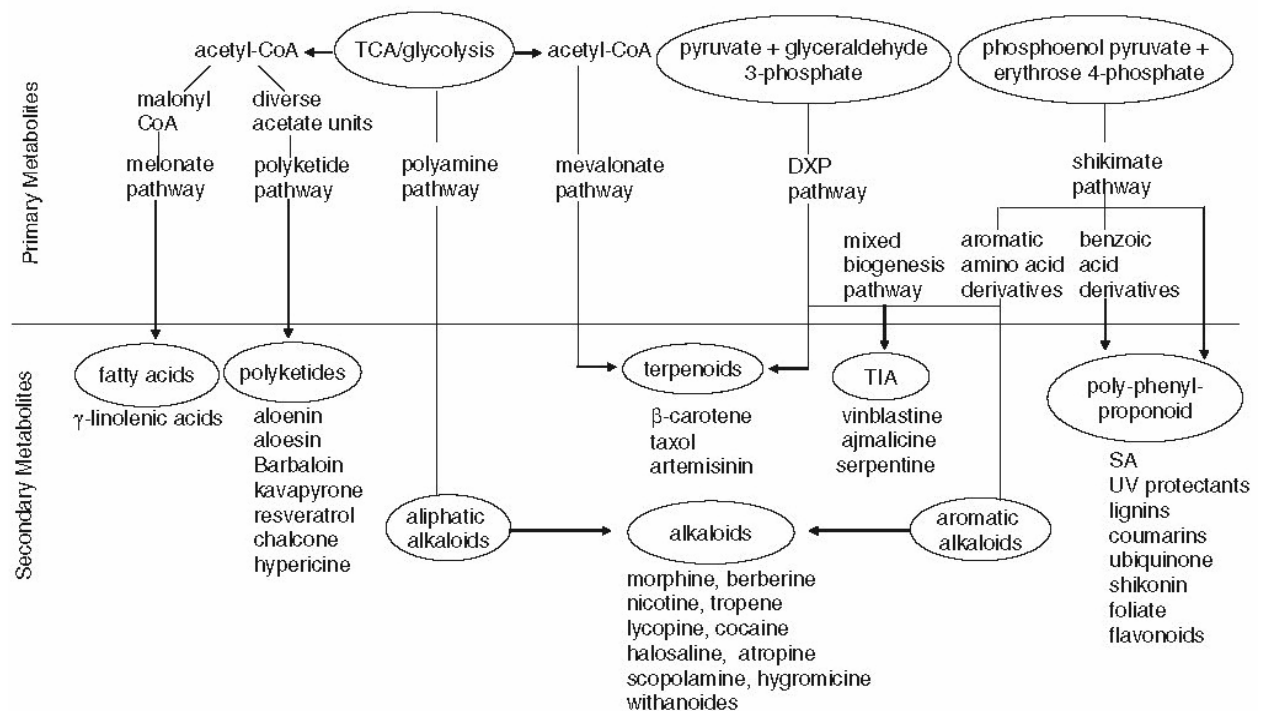 acetyl-CoA
TCA/glycolysis
acetyl-CoA
pyruvate + glyceraldehyde
3-phosphate
phosphoenol pyruvate +
erythrose 4-phosphate
malonyl
CoA
diverse
acetate units
melonate
pathway
polyketide
pathway
polyamine
pathway
mevalonate
pathway
DXP
pathway
shikimate
pathway
mixed
biogenesis
pathway
aromatic
amino acid
derivatives
benzoic
acid
derivatives
Primary Metabolites
Secondary Metabolites
fatty acids
γ-linolenic acids
polyketides
aloenin
aloesin
Barbaloin
kavapyrone
resveratrol
chalcone
hypericine
terpenoids
β-carotene
taxol
artemisinin
TIA
vinblastine
ajmalicine
serpentine
poly-phenyl-
proponoid
SA
UV protectants
lignins
coumarins
ubiquinone
shikonin
foliate
flavonoids
aliphatic
alkaloids
alkaloids
morphine, berberine
nicotine, tropene
lycopine, cocaine
halosaline, atropine
scopolamine, hygromicine
withanoides
aromatic
alkaloids